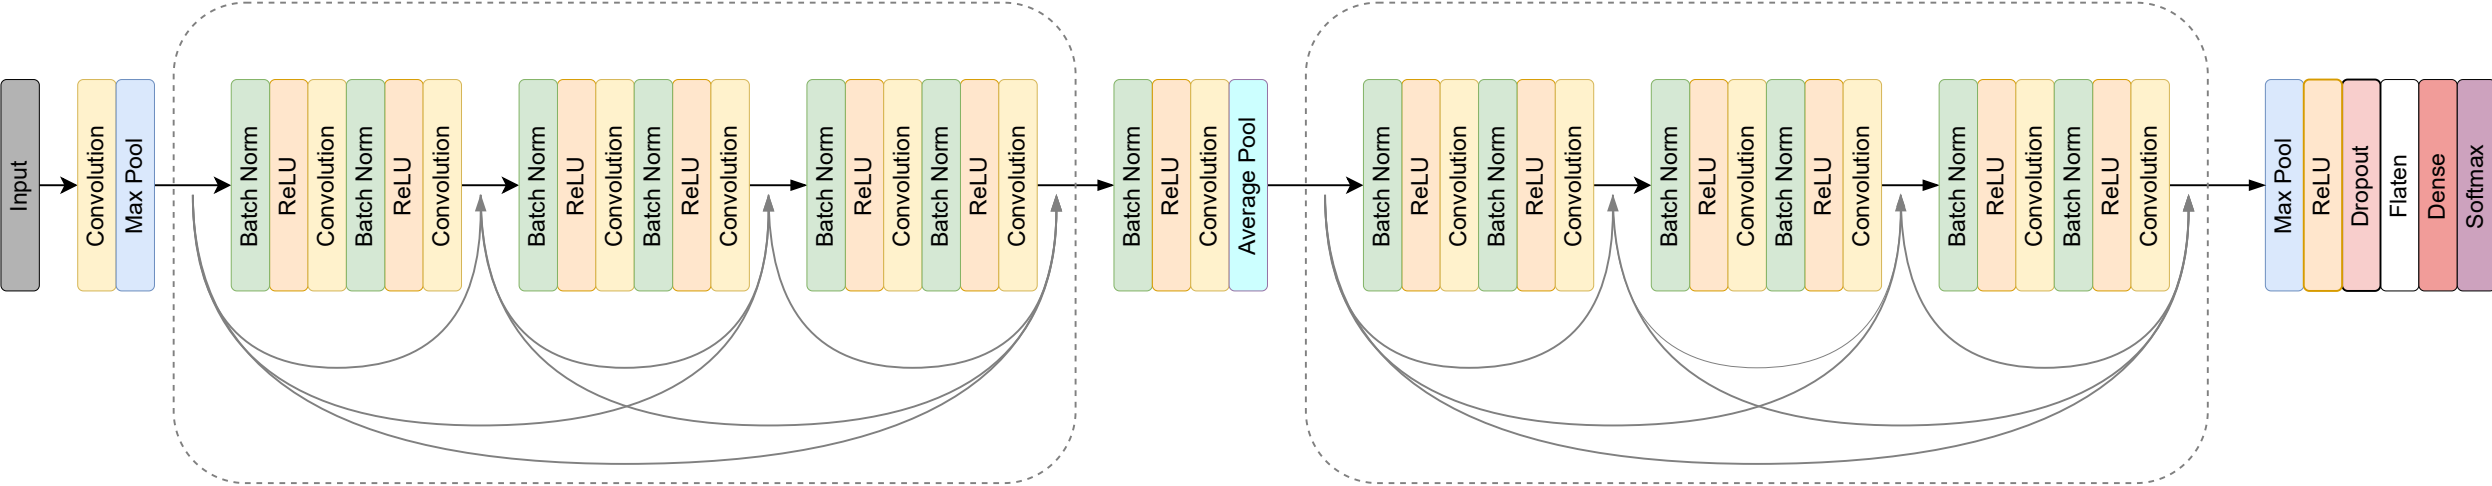 Input
Convolution
Max Pool
Batch Norm
ReLU
Convolution
Batch Norm
ReLU
Convolution
Batch Norm
ReLU
Convolution
Batch Norm
ReLU
Convolution
Batch Norm
ReLU
Convolution
Batch Norm
ReLU
Convolution
Batch Norm
ReLU
Convolution
Average Pool
Batch Norm
ReLU
Convolution
Batch Norm
ReLU
Convolution
Batch Norm
ReLU
Convolution
Batch Norm
ReLU
Convolution
Batch Norm
ReLU
Convolution
Batch Norm
ReLU
Convolution
Max Pool
ReLU
Dropout
Flaten
Dense
Softmax